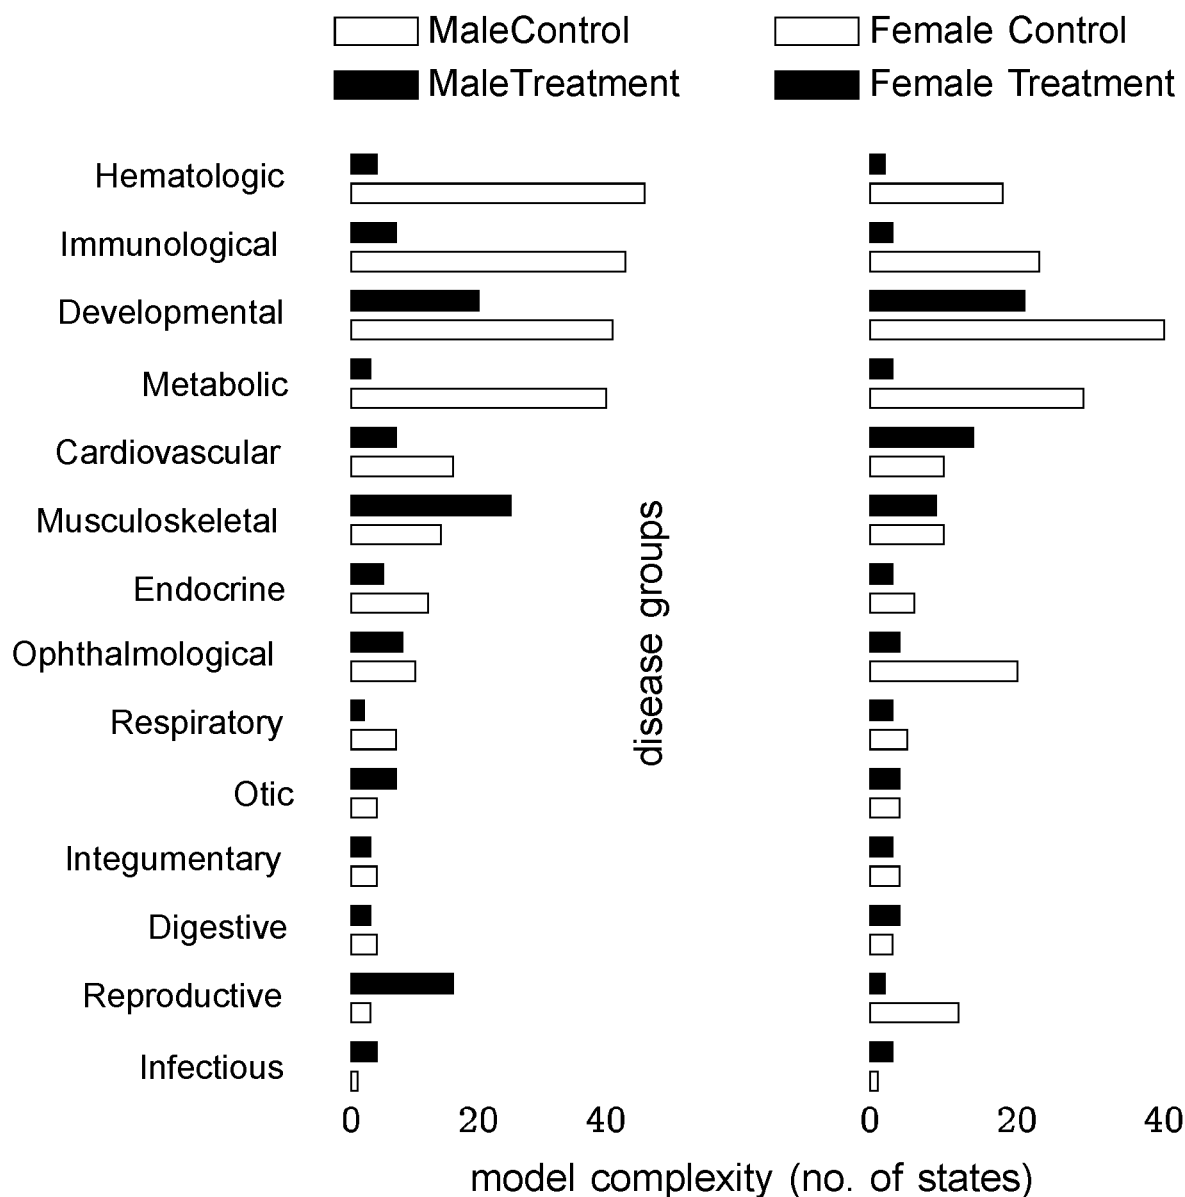 MaleControl Female Control
MaleTreatment Female Treatment
Hematologic
Immunological
Developmental
Metabolic
Cardiovascular
Musculoskeletal
Endocrine
Ophthalmological
Respiratory
Otic
Integumentary
Digestive
Reproductive
Infectious
disease groups
0 20 40 0 20 40
model complexity (no. of states)